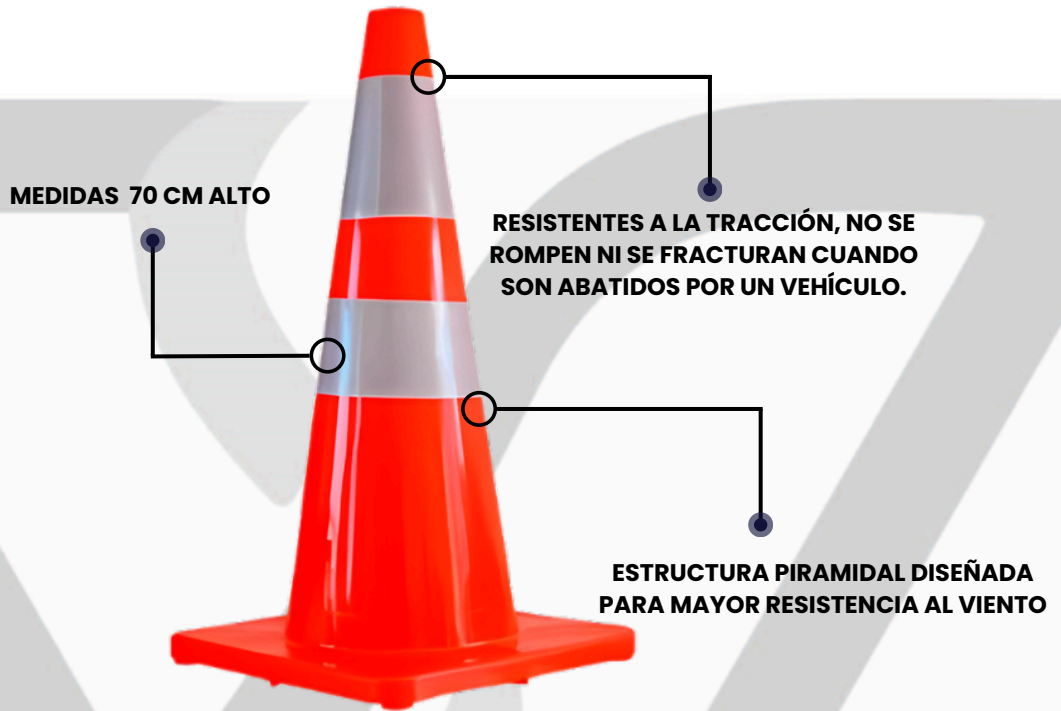 MEDIDAS 70 CM ALTO
RESISTENTES A LA TRACCIÓN, NO SE
ROMPEN NI SE FRACTURAN CUANDO
SON ABATIDOS POR UN VEHÍCULO.
ESTRUCTURA PIRAMIDAL DISEÑADA
PARA MAYOR RESISTENCIA AL VIENTO